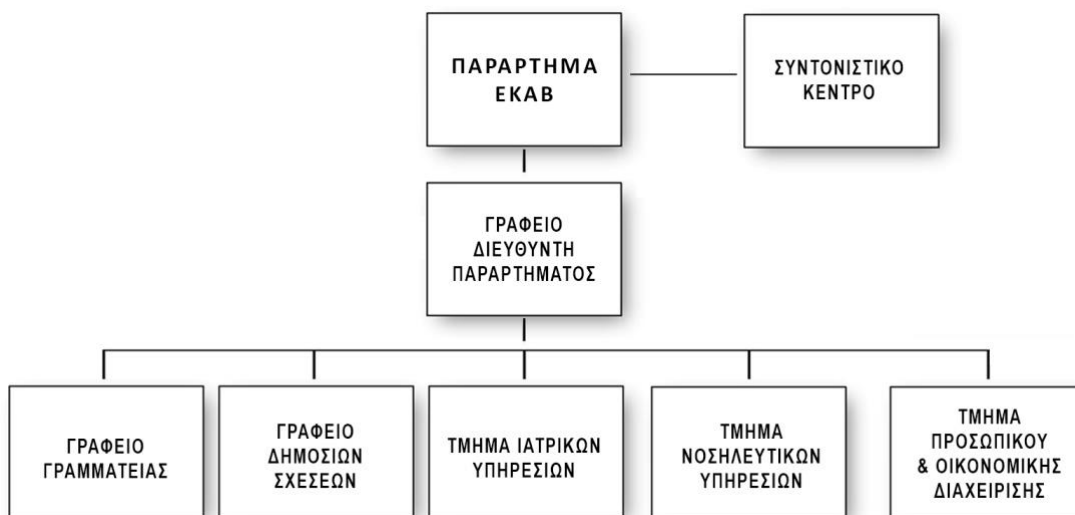 ΠΑΡΑΡΤΗΜΑ
ΕΚΑΒ
ΣΥΝΤΟΝΙΣΤΙΚΟ
ΚΕΝΤΡΟ
ΓΡΑΦΕΙΟ
ΔΙΕΥΘΥΝΤΗ
ΠΑΡΑΡΤΗΜΑΤΟΣ
ΓΡΑΦΕΙΟ
ΓΡΑΜΜΑΤΕΙΑΣ
ΓΡΑΦΕΙΟ
ΔΗΜΟΣΙΩΝ
ΣΧΕΣΕΩΝ
ΤΜΗΜΑ ΙΑΤΡΙΚΩΝ
ΥΠΗΡΕΣΙΩΝ
ΤΜΗΜΑ
ΝΟΣΗΛΕΥΤΙΚΩΝ
ΥΠΗΡΕΣΙΩΝ
ΤΜΗΜΑ
ΠΡΟΣΩΠΙΚΟΥ
& ΟΙΚΟΝΟΜΙΚΗΣ
ΔΙΑΧΕΙΡΙΣΗΣ